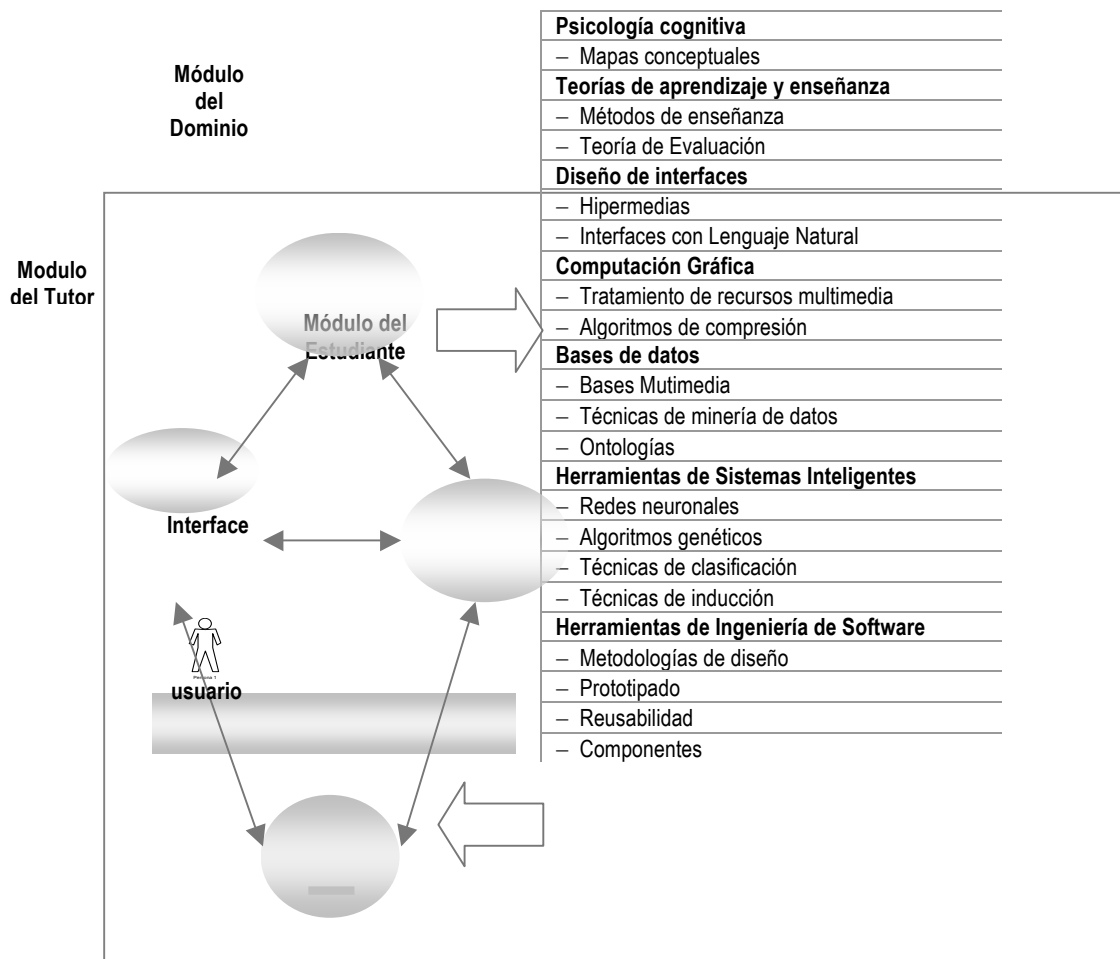 Módulo
del
Dominio
Modulo
del Tutor
Módulo del
Estudiante
Interface
Persona 1
usuario
Psicología cognitiva
– Mapas conceptuales
Teorías de aprendizaje y enseñanza
– Métodos de enseñanza
– Teoría de Evaluación
Diseño de interfaces
– Hipermedias
– Interfaces con Lenguaje Natural
Computación Gráfica
– Tratamiento de recursos multimedia
– Algoritmos de compresión
Bases de datos
– Bases Mutimedia
– Técnicas de minería de datos
– Ontologías
Herramientas de Sistemas Inteligentes
– Redes neuronales
– Algoritmos genéticos
– Técnicas de clasificación
– Técnicas de inducción
Herramientas de Ingeniería de Software
– Metodologías de diseño
– Prototipado
– Reusabilidad
– Componentes